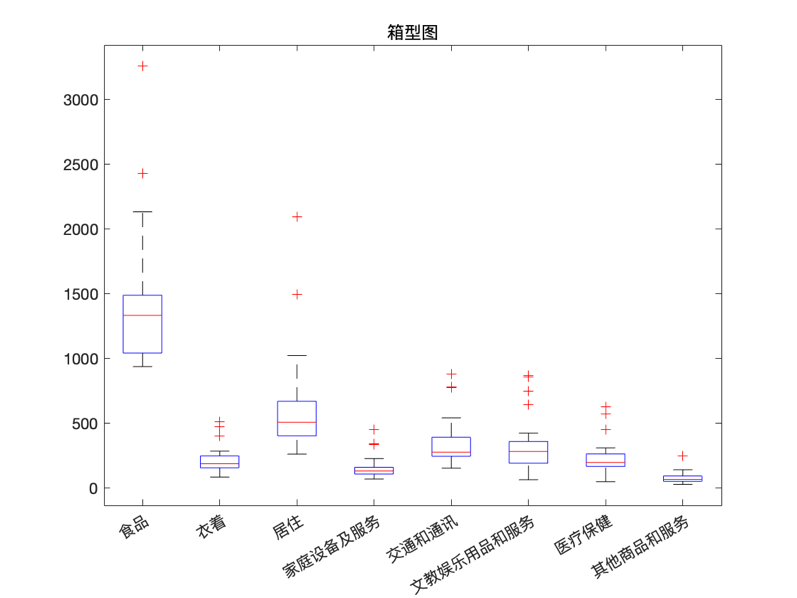 箱型图
3000
2500
2000
1500
1000
500
0
食品
衣着
居住
家庭设备及服务
交通和通讯
文教娱乐用品和服务
医疗保健
其他商品和服务